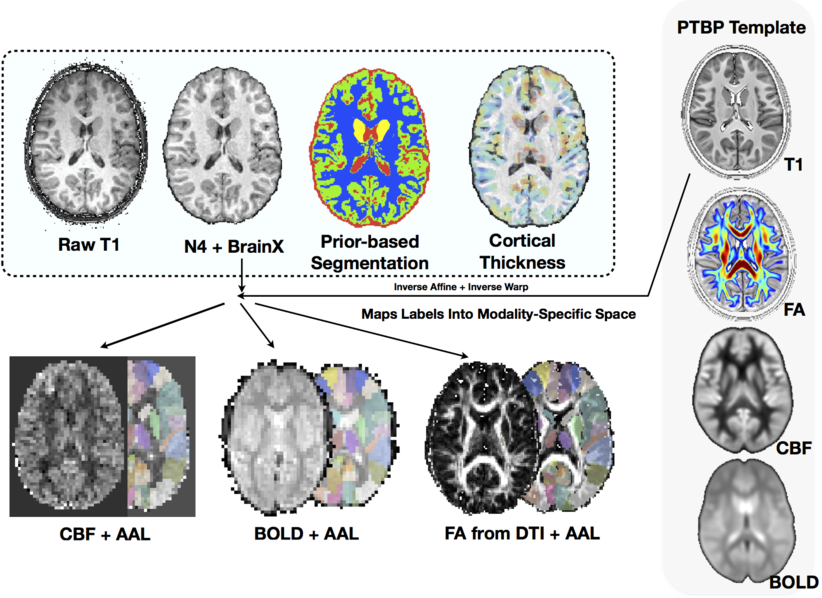 PTBP Template
Raw T1
N4 + BrainX
Prior-based
Segmentation
Cortical
Thickness
T1
FA
CBF
BOLD
Inverse Affine + Inverse Warp
Maps Labels Into Modality-Specific Space
CBF + AAL
BOLD + AAL
FA from DTI + AAL